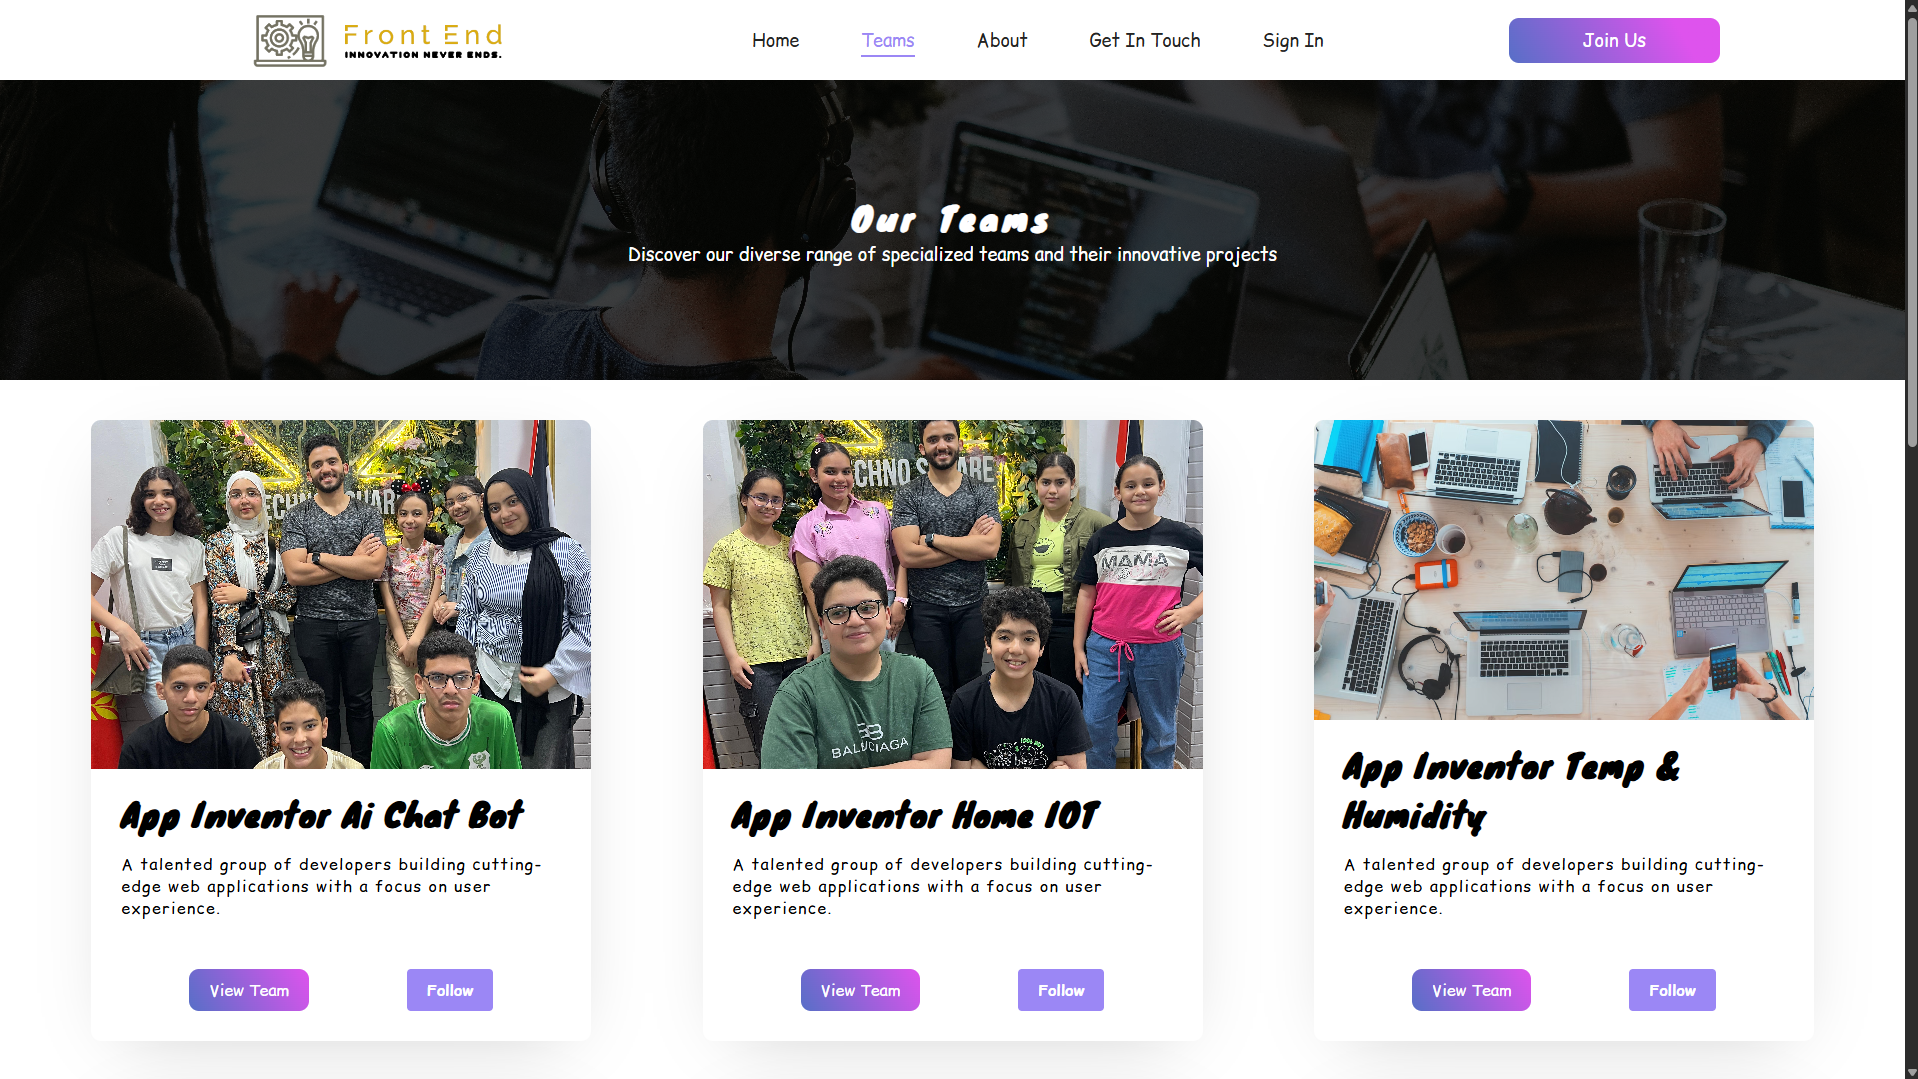 Front End
INNOVATION NEVER ENDS.
Home
Teams
About
Get In Touch
Sign In
Join Us
Our Teams
Discover our diverse range of specialized teams and their innovative projects
MAMA
App Inventor Ai Chat Bot
A talented group of developers building cutting-
edge web applications with a focus on user
experience.
View Team
Follow
App Inventor Home IOT
A talented group of developers building cutting-
edge web applications with a focus on user
experience.
View Team
Follow
App Inventor Temp &
Humidity
A talented group of developers building cutting-
edge web applications with a focus on user
experience.
View Team
Follow